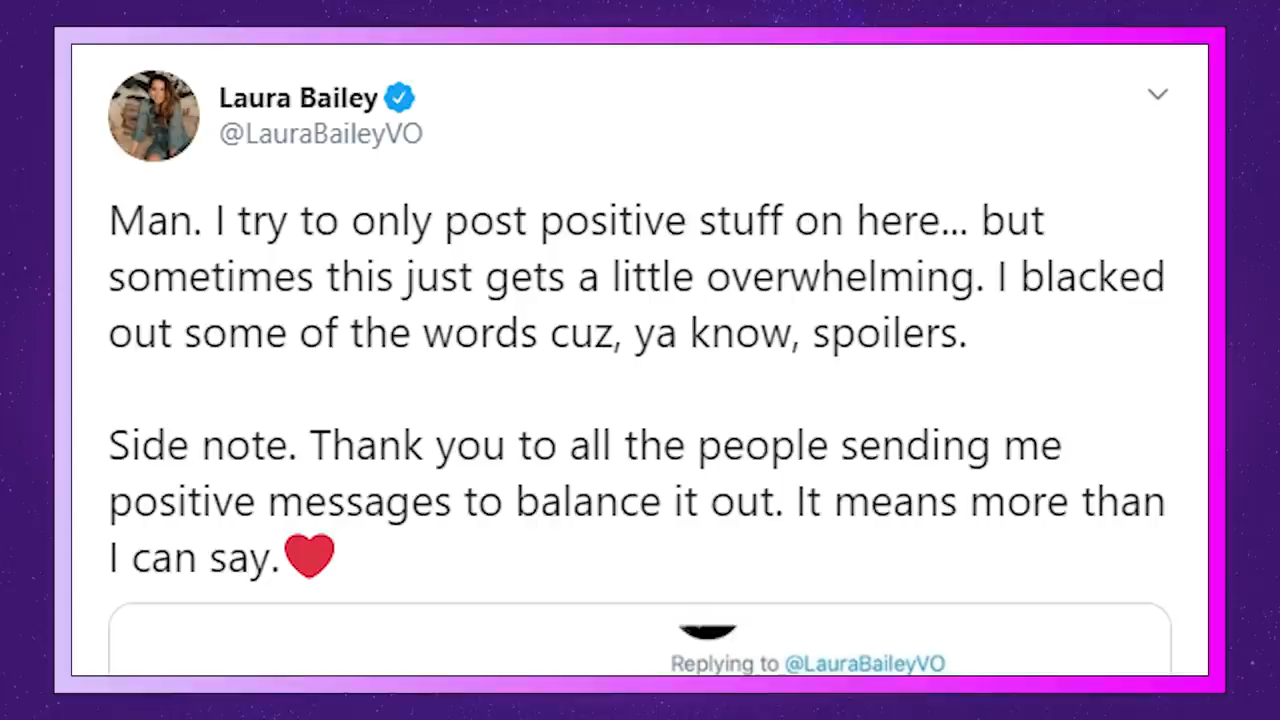 Laura Bailey
@LauraBaileyVO
Man. I try to only post positive stuff on here... but
sometimes this just gets a little overwhelming. I blacked
out some of the words cuz, ya know, spoilers.
Side note. Thank you to all the people sending me
positive messages to balance it out. It means more than
I can say.❤️
Replying to @LauraBaileyVO